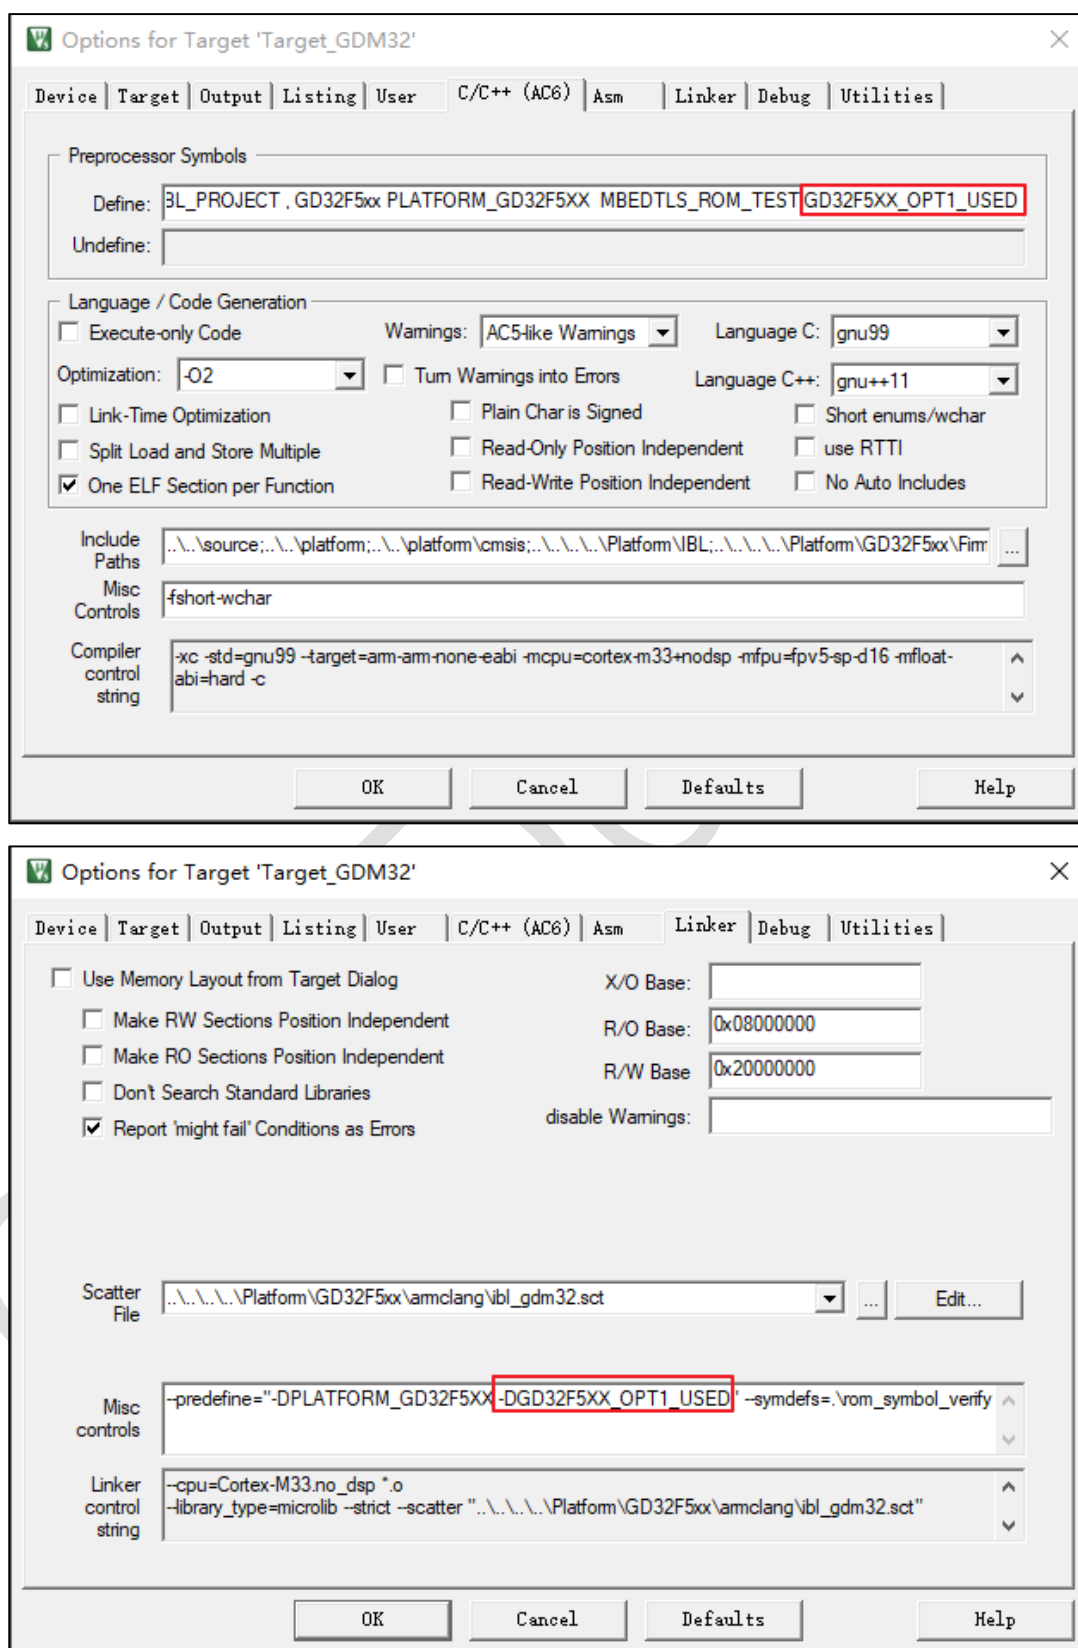 Options for Target 'Target_GDM32'
Device Target Output Listing User C/C++ (AC6) Asm Linker Debug Utilities
Preprocessor Symbols
Define: BL_PROJECT , GD32F5xx PLATFORM_GD32F5XX MBEDTLS_ROM_TEST GD32F5XX_OPT1_USED
Undefine:
Language / Code Generation
Execute-only Code Warnings: AC5-like Warnings Language C: gnu99
Optimization: -O2 Turn Warnings into Errors Language C++: gnu++11
Link-Time Optimization Plain Char is Signed Short enums/wchar
Split Load and Store Multiple Read-Only Position Independent use RTTI
One ELF Section per Function Read-Write Position Independent No Auto Includes
Include Paths ..\..\source;..\..\platform;..\..\platform\cmsis;..\..\..\..\Platform\IBL;..\..\..\..\Platform\GD32F5xx\Firm ...
Misc Controls -fshort-wchar
Compiler control string -xc -std=gnu99 --target=arm-arm-none-eabi -mcpu=cortex-m33+nodsp -mfpu=fpv5-sp-d16 -mfloat-
abi=hard -c
OK Cancel Defaults Help
Options for Target 'Target_GDM32'
Device Target Output Listing User C/C++ (AC6) Asm Linker Debug Utilities
Use Memory Layout from Target Dialog X/O Base:
Make RW Sections Position Independent R/O Base: 0x08000000
Make RO Sections Position Independent R/W Base 0x20000000
Don't Search Standard Libraries disable Warnings:
Report 'might fail' Conditions as Errors
Scatter File ..\..\..\..\Platform\GD32F5xx\armclang\ibl_gdm32.sct ... Edit...
Misc controls --predefine="-DPLATFORM_GD32F5XX -DGD32F5XX_OPT1_USED" --symdefs=.\rom_symbol_verify
Linker control string --cpu=Cortex-M33.no_dsp *.o
--library_type=microlib --strict --scatter "..\..\..\..\Platform\GD32F5xx\armclang\ibl_gdm32.sct"
OK Cancel Defaults Help